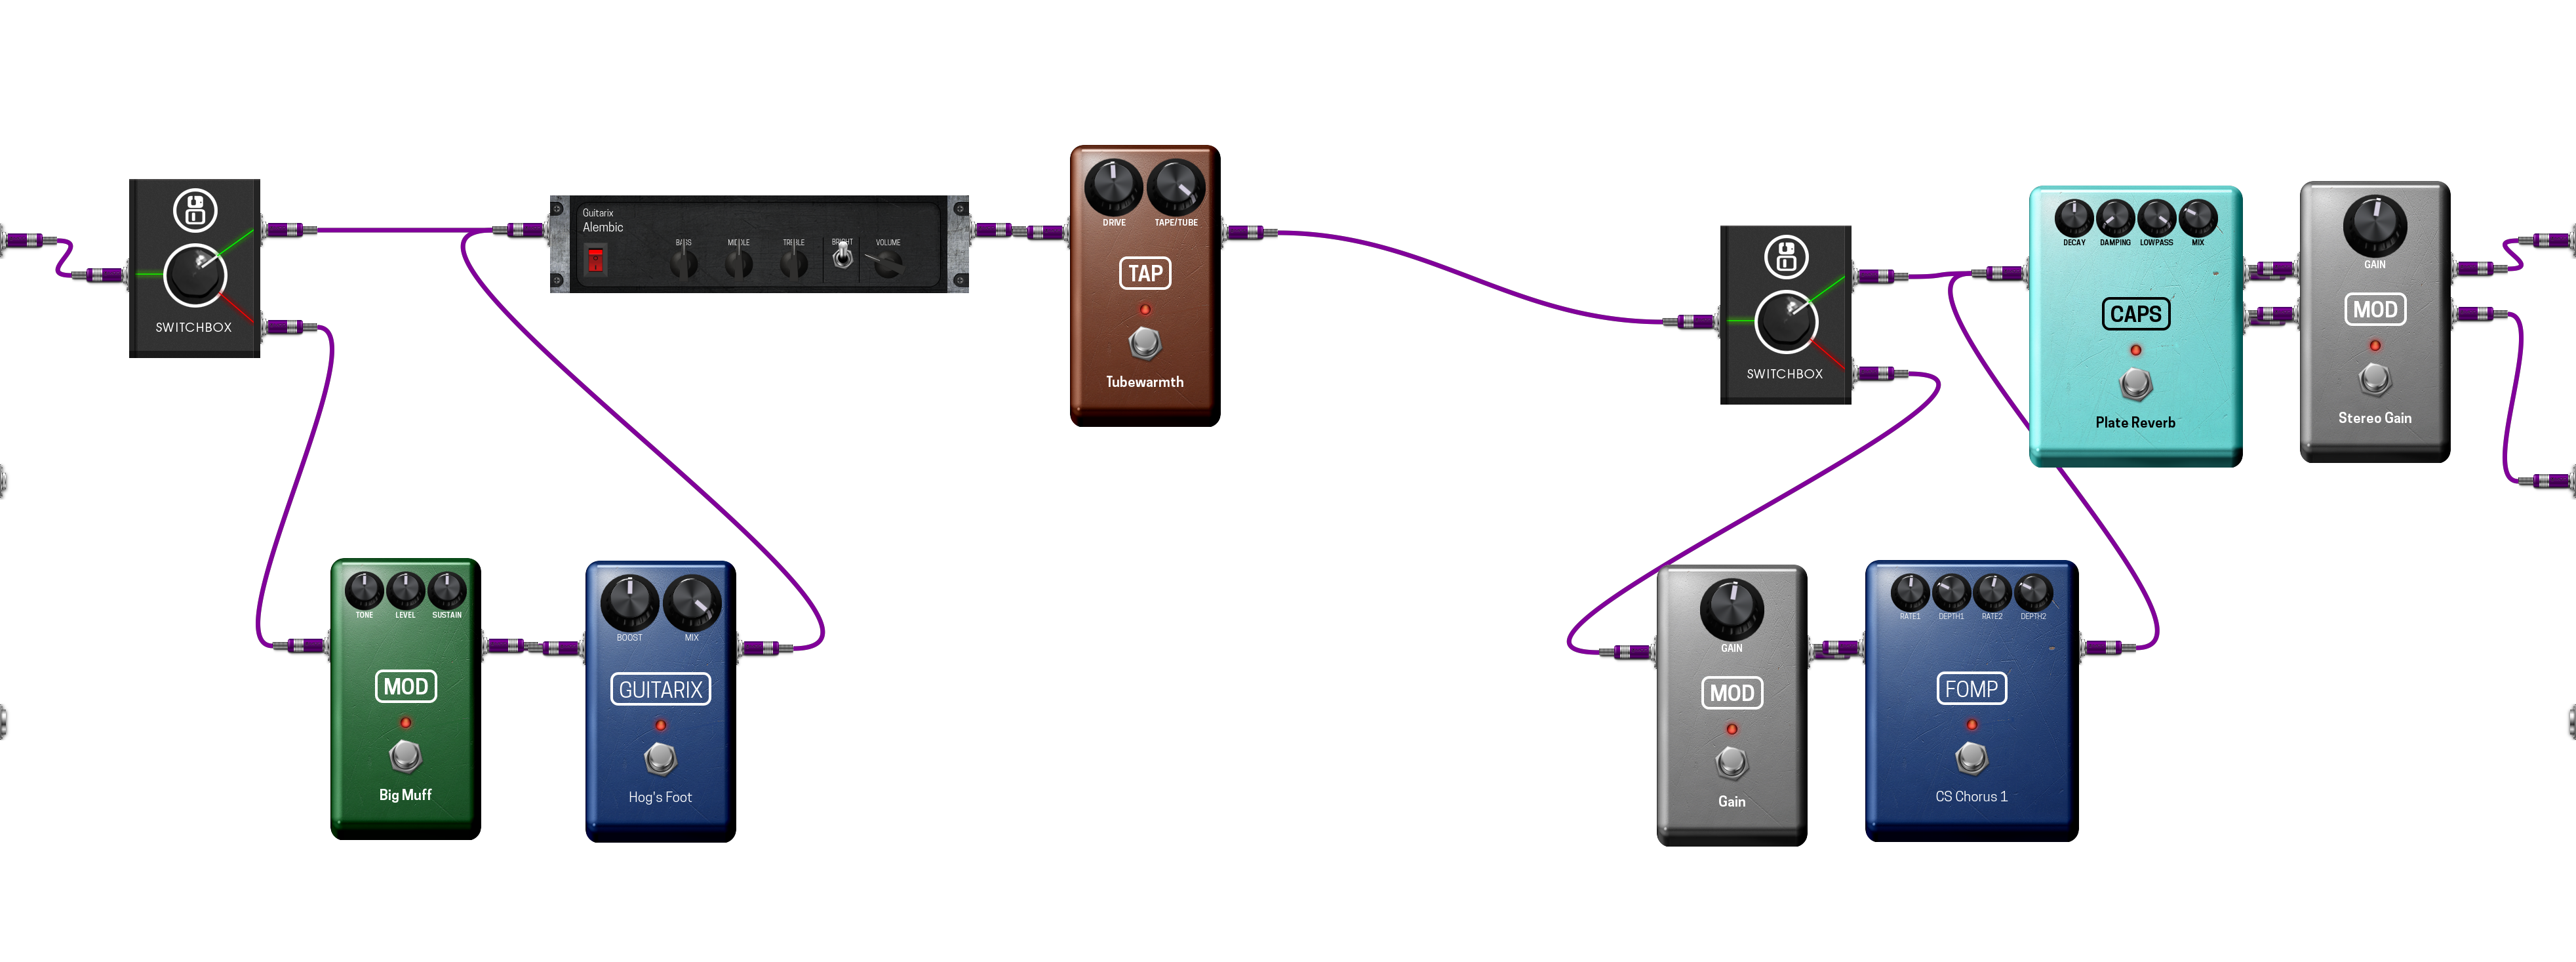 SWITCHBOX
Guitarix
Alembic
BASS
MIDDLE
TREBLE
BRIGHT
VOLUME
DRIVE
TAPE/TUBE
TAP
Tubewarmth
SWITCHBOX
DECAY
DAMPING
LOWPASS
MIX
CAPS
Plate Reverb
GAIN
MOD
Stereo Gain
TONE
LEVEL
SUSTAIN
MOD
Big Muff
BOOST
MIX
GUITARIX
Hog's Foot
GAIN
MOD
Gain
RATE1
DEPTH1
RATE2
DEPTH2
FOMP
CS Chorus 1